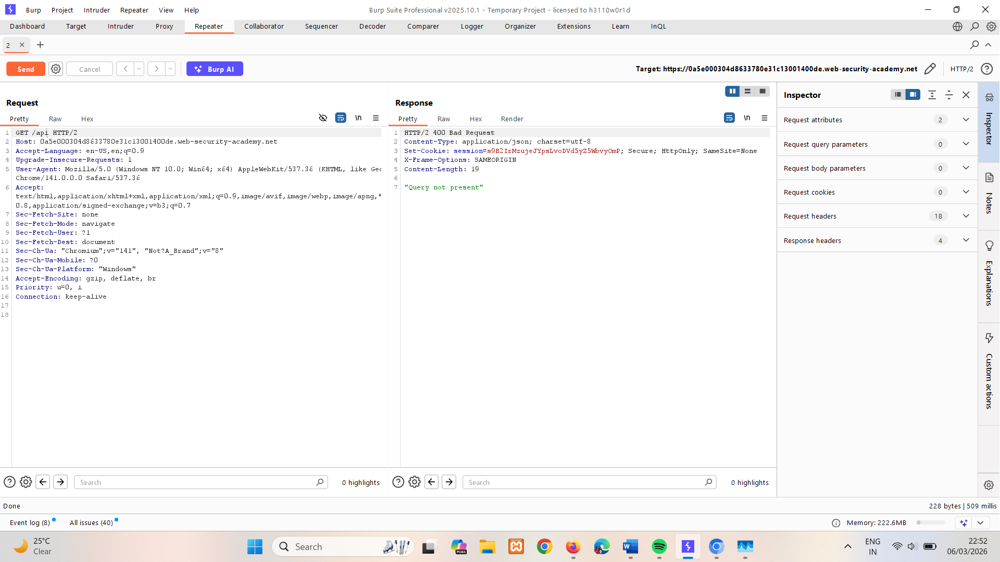 Burp Project Intruder Repeater View Help
Burp Suite Professional v2025.10.1 - Temporary Project - licensed to h3110w0r1d
Dashboard Target Intruder Proxy Repeater Collaborator Sequencer Decoder Comparer Logger Organizer Extensions Learn InQL
2
Send Cancel Burp AI
Target: https://0a5e000304d8633780e31c13001400de.web-security-academy.net HTTP/2
Request
Pretty Raw Hex
\n
1 GET /api HTTP/2
2 Host: 0a5e000304d8633780e31c13001400de.web-security-academy.net
3 Accept-Language: en-US,en;q=0.9
4 Upgrade-Insecure-Requests: 1
5 User-Agent: Mozilla/5.0 (Windows NT 10.0; Win64; x64) AppleWebKit/537.36 (KHTML, like Gec
Chrome/141.0.0.0 Safari/537.36
6 Accept:
text/html,application/xhtml+xml,application/xml;q=0.9,image/avif,image/webp,image/apng,*
0.8,application/signed-exchange;v=b3;q=0.7
7 Sec-Fetch-Site: none
8 Sec-Fetch-Mode: navigate
9 Sec-Fetch-User: ?1
10 Sec-Fetch-Dest: document
11 Sec-Ch-Ua: "Chromium";v="141", "Not?A_Brand";v="8"
12 Sec-Ch-Ua-Mobile: ?0
13 Sec-Ch-Ua-Platform: "Windows"
14 Accept-Encoding: gzip, deflate, br
15 Priority: u=0, i
16 Connection: keep-alive
17
18
Search 0 highlights
Response
Pretty Raw Hex Render
\n
1 HTTP/2 400 Bad Request
2 Content-Type: application/json; charset=utf-8
3 Set-Cookie: session=s9B2IrMzujeJYpsLvoDVd5yZ5WbvyOmP; Secure; HttpOnly; SameSite=None
4 X-Frame-Options: SAMEORIGIN
5 Content-Length: 19
6
7 "Query not present"
Search 0 highlights
Inspector
Request attributes 2
Request query parameters 0
Request body parameters 0
Request cookies 0
Request headers 18
Response headers 4
Inspector
Notes
Explanations
Custom actions
Done
228 bytes | 509 millis
Event log (8) All issues (40)
Memory: 222.6MB
25°C
Clear
Search
M365
ENG
IN
22:52
06/03/2026